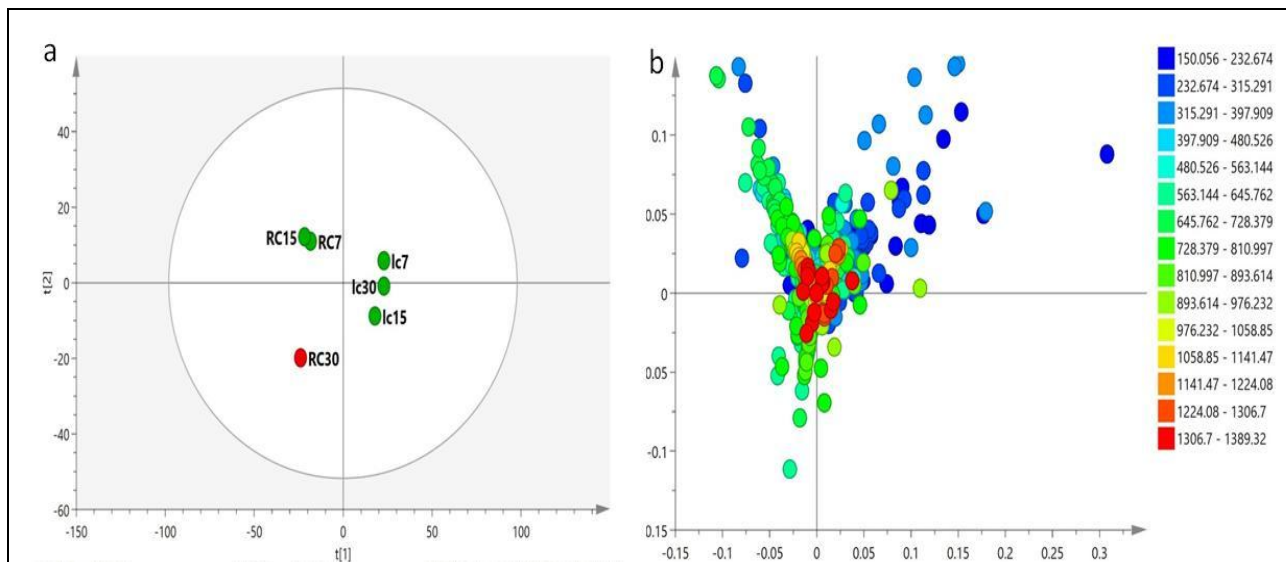 a
40
20
0
-20
-40
-60
t[2]
-150
-100
-50
0
50
100
t[1]
RC15
RC7
lc7
lc30
lc15
RC30
b
0.1
0.05
0
0.05
-0.1
0.15
-0.15
-0.1
-0.05
0
0.05
0.1
0.15
0.2
0.25
0.3
150.056 - 232.674
232.674 - 315.291
315.291 - 397.909
397.909 - 480.526
480.526 - 563.144
563.144 - 645.762
645.762 - 728.379
728.379 - 810.997
810.997 - 893.614
893.614 - 976.232
976.232 - 1058.85
1058.85 - 1141.47
1141.47 - 1224.08
1224.08 - 1306.7
1306.7 - 1389.32